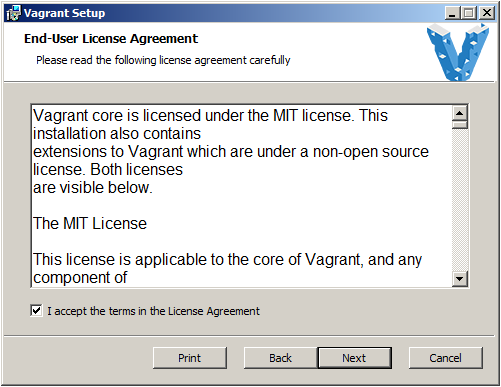 Vagrant Setup
End-User License Agreement
Please read the following license agreement carefully
Vagrant core is licensed under the MIT license. This
installation also contains
extensions to Vagrant which are under a non-open source
license. Both licenses
are visible below.
The MIT License
This license is applicable to the core of Vagrant, and any
component of
I accept the terms in the License Agreement
Print
Back
Next
Cancel